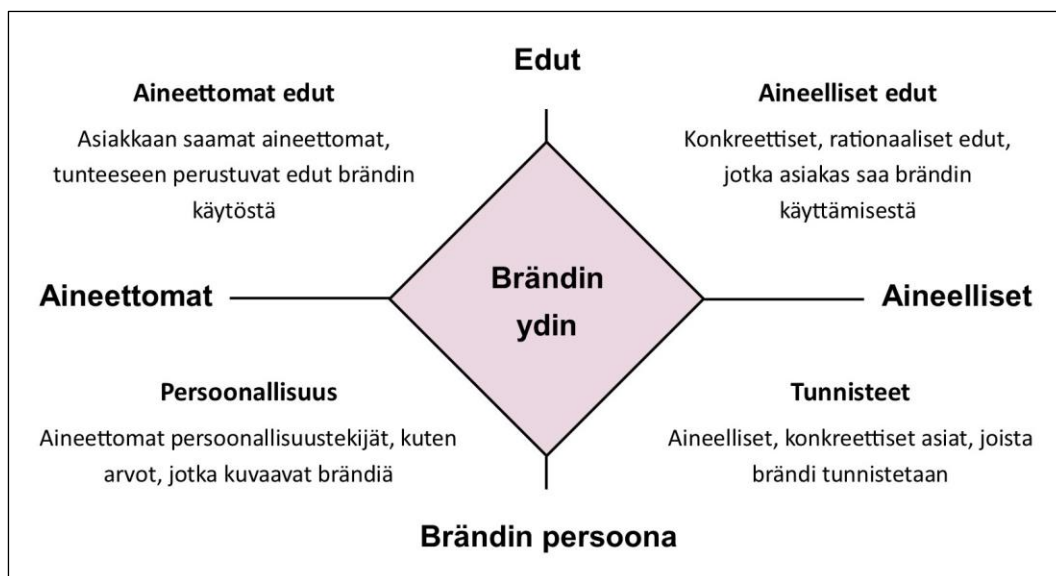 Edut
Aineettomat edut
Asiakkaan saamat aineettomat,
tunteeseen perustuvat edut brändin
käytöstä
Aineelliset edut
Konkreettiset, rationaaliset edut,
jotka asiakas saa brändin
käyttämisestä
Aineettomat
Brändin
ydin
Aineelliset
Persoonallisuus
Aineettomat persoonallisuustekijät, kuten
arvot, jotka kuvaavat brändiä
Tunnisteet
Aineelliset, konkreettiset asiat, joista
brändi tunnistetaan
Brändin persoona